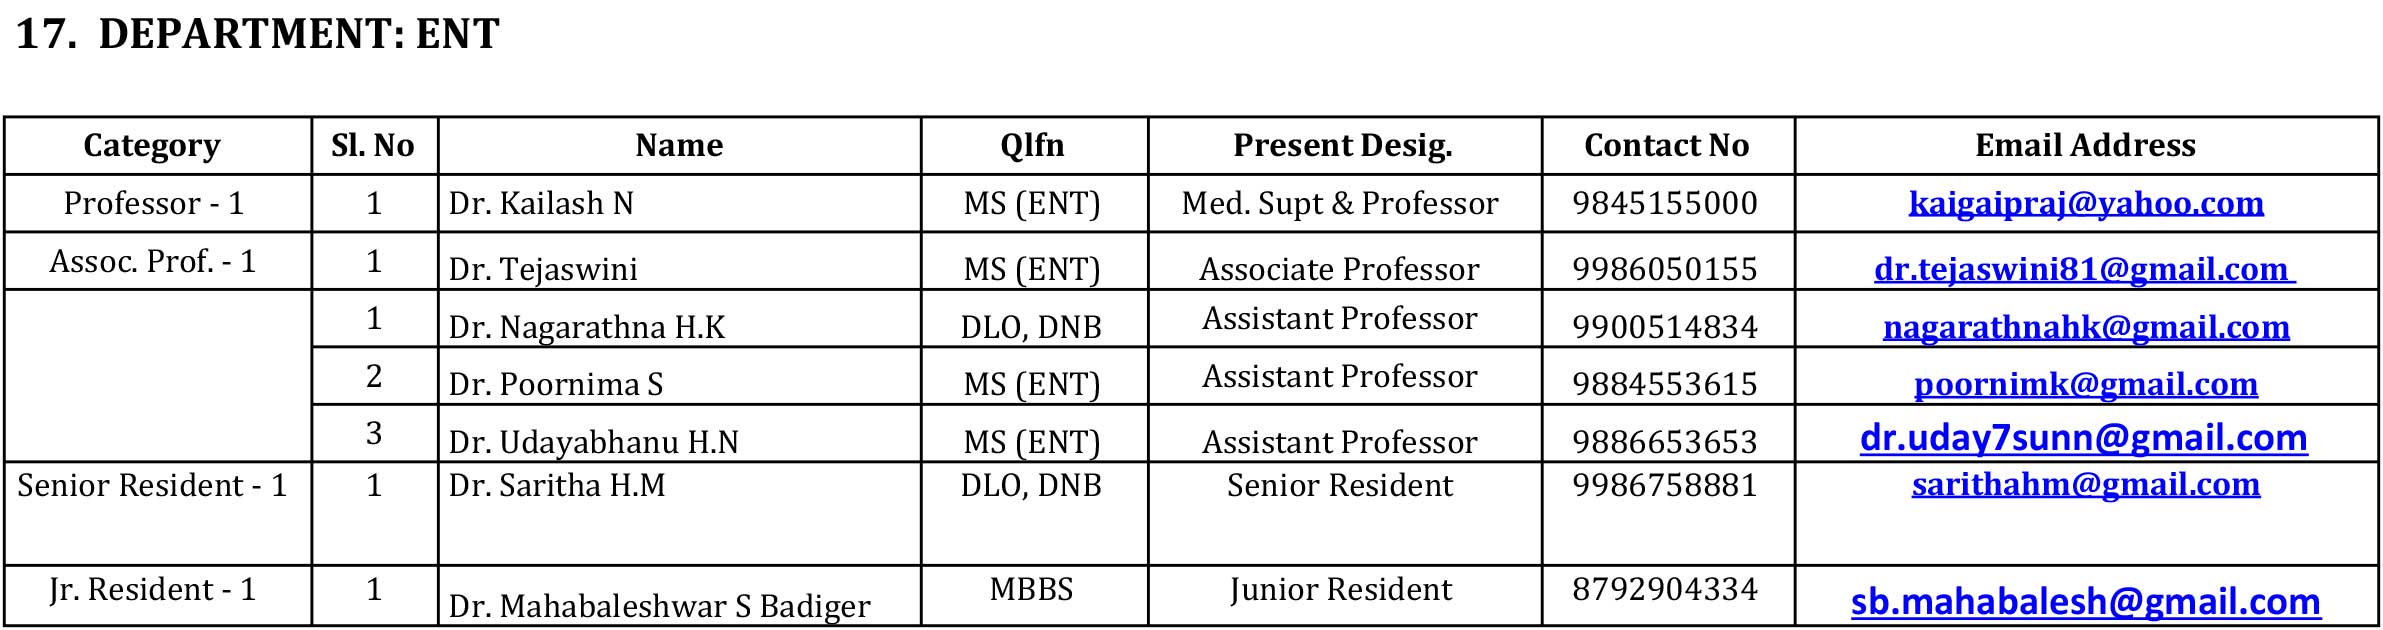 17. DEPARTMENT: ENT
Category Sl. No Name Qlfn Present Desig. Contact No Email Address
Professor - 1 1 Dr. Kailash N MS (ENT) Med. Supt & Professor 9845155000 kaigaipraj@yahoo.com
Assoc. Prof. - 1 1 Dr. Tejaswini MS (ENT) Associate Professor 9986050155 dr.tejaswini81@gmail.com
1 Dr. Nagarathna H.K DLO, DNB Assistant Professor 9900514834 nagarathnahk@gmail.com
2 Dr. Poornima S MS (ENT) Assistant Professor 9884553615 poornimk@gmail.com
3 Dr. Udayabhanu H.N MS (ENT) Assistant Professor 9886653653 dr.uday7sunn@gmail.com
Senior Resident - 1 1 Dr. Saritha H.M DLO, DNB Senior Resident 9986758881 sarithahm@gmail.com
Jr. Resident - 1 1 Dr. Mahabaleshwar S Badiger MBBS Junior Resident 8792904334 sb.mahabalesh@gmail.com